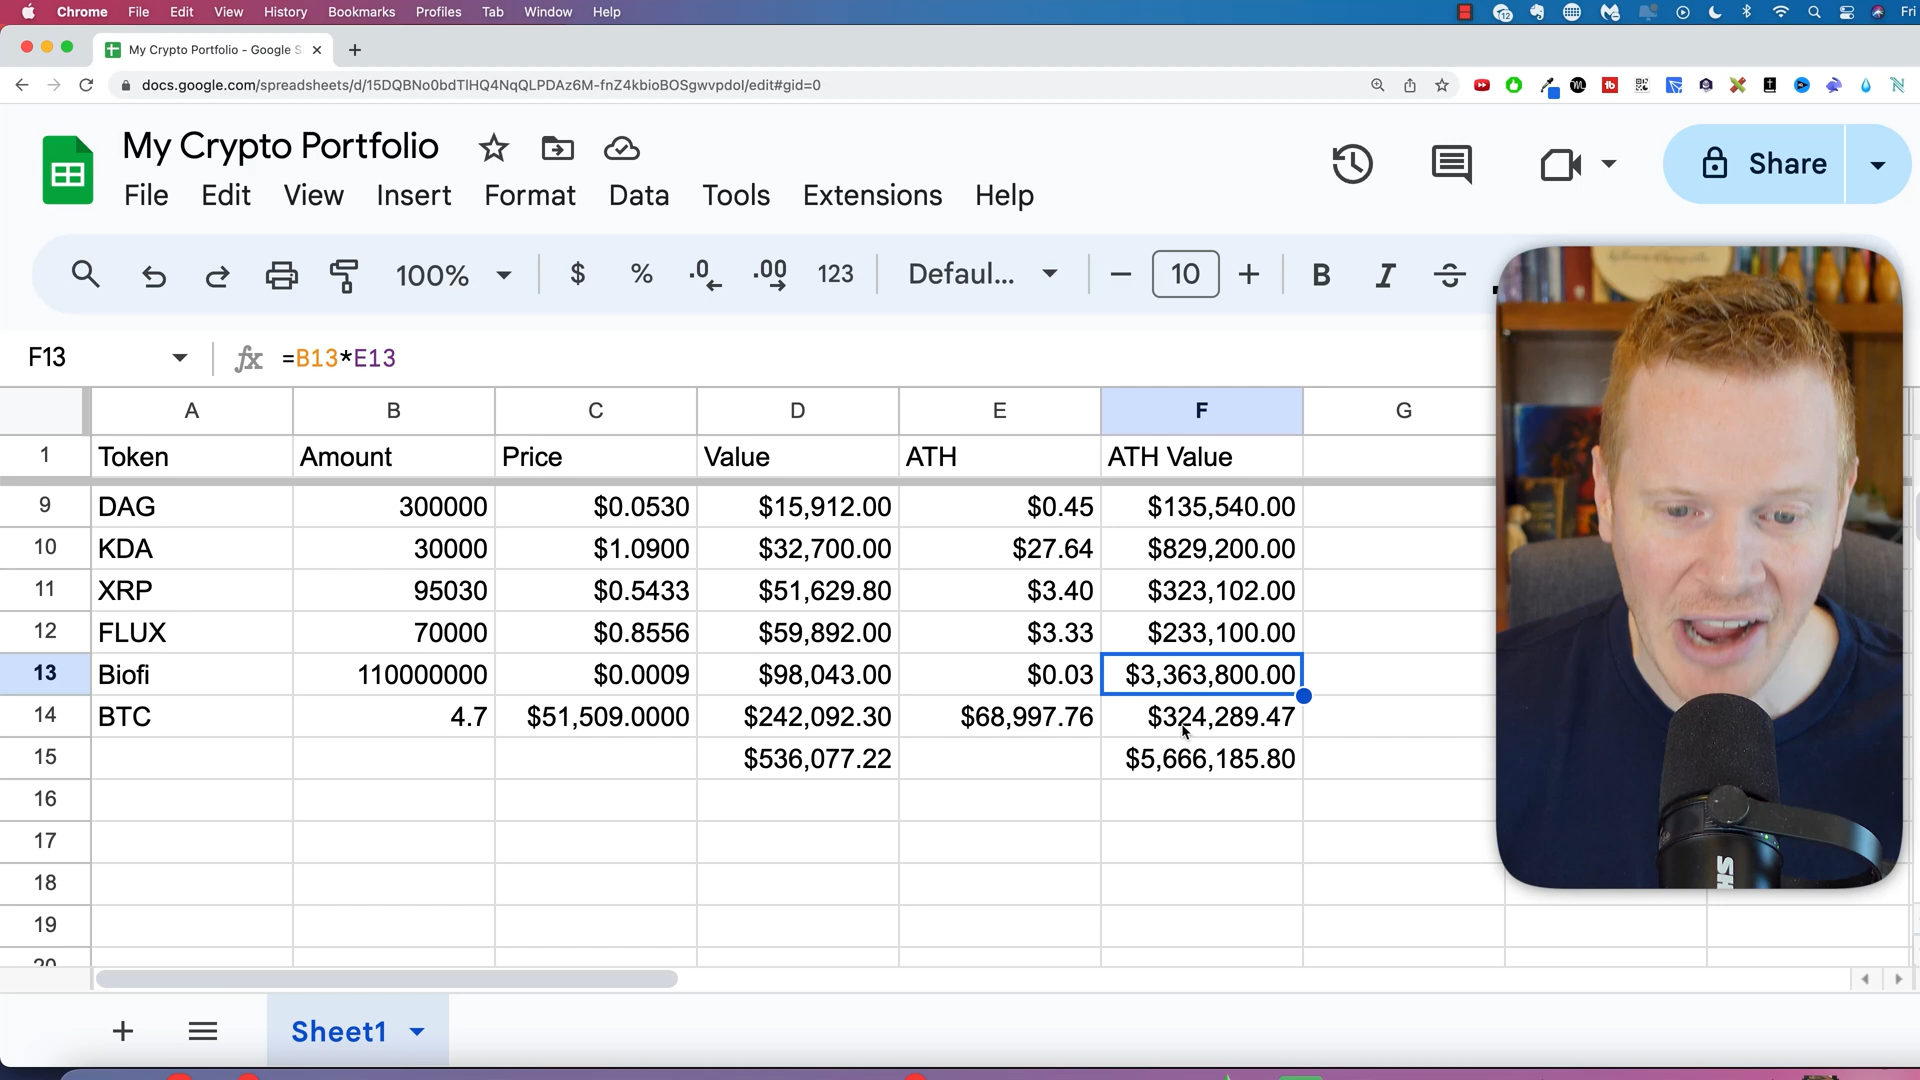 Chrome File Edit View History Bookmarks Profiles Tab Window Help 12 Fri
My Crypto Portfolio - Google S
docs.google.com/spreadsheets/d/15DQBNo0bdTlHQ4NqQLPDAz6M-fnZ4kbioBOSgwvpdoI/edit#gid=0
My Crypto Portfolio
File Edit View Insert Format Data Tools Extensions Help
Share
100% $ % .0 .00 123 Defaul... 10 B I
F13 fx =B13*E13
A B C D E F G
1 Token Amount Price Value ATH ATH Value
9 DAG 300000 $0.0530 $15,912.00 $0.45 $135,540.00
10 KDA 30000 $1.0900 $32,700.00 $27.64 $829,200.00
11 XRP 95030 $0.5433 $51,629.80 $3.40 $323,102.00
12 FLUX 70000 $0.8556 $59,892.00 $3.33 $233,100.00
13 Biofi 110000000 $0.0009 $98,043.00 $0.03 $3,363,800.00
14 BTC 4.7 $51,509.0000 $242,092.30 $68,997.76 $324,289.47
15 $536,077.22 $5,666,185.80
16
17
18
19
20
SH
Sheet1